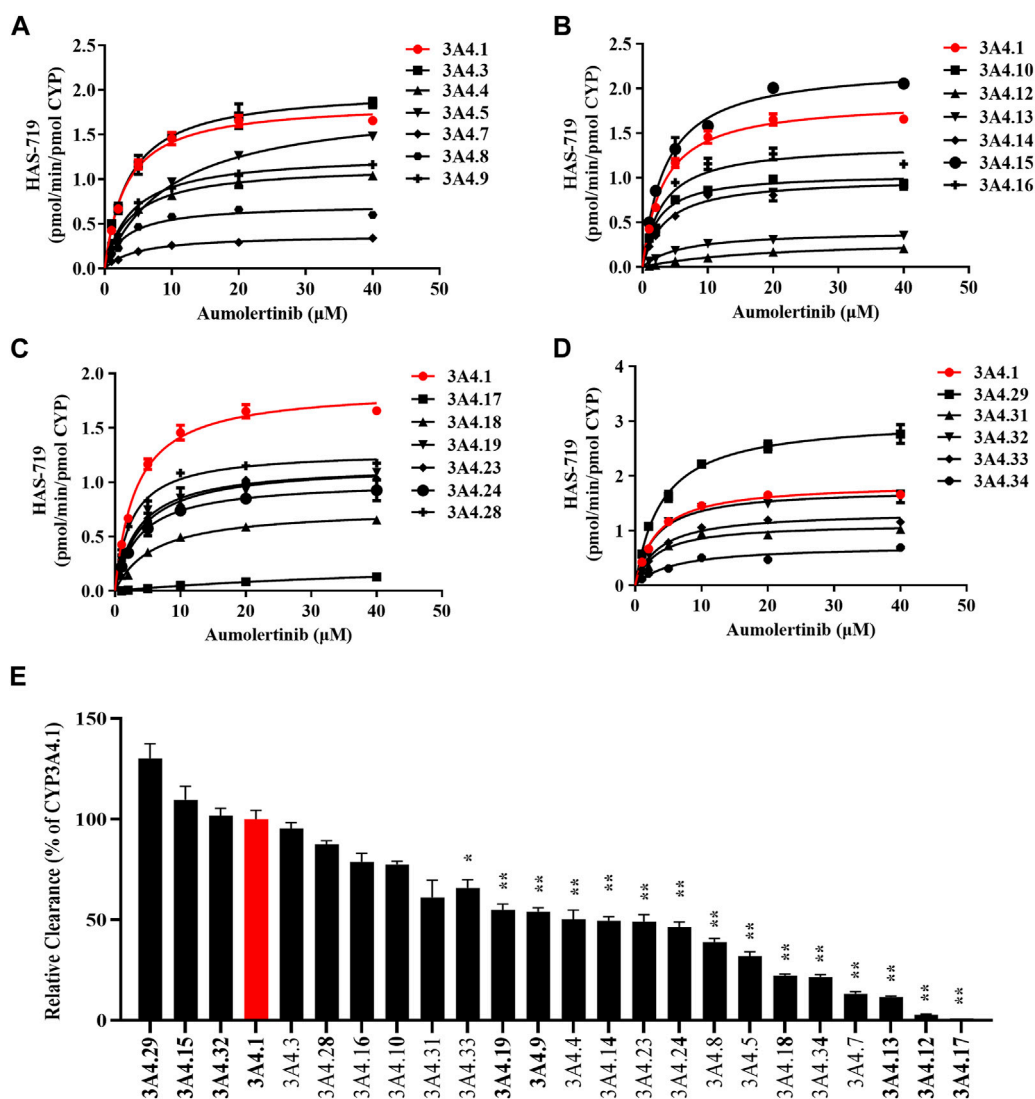 A
HAS-719
(pmol/min/pmol CYP)
2.5
2.0
1.5
1.0
0.5
0.0
0
10
20
30
40
50
Aumolertinib (µM)
3A4.1
3A4.3
3A4.4
3A4.5
3A4.7
3A4.8
3A4.9
B
HAS-719
(pmol/min/pmol CYP)
2.5
2.0
1.5
1.0
0.5
0.0
0
10
20
30
40
50
Aumolertinib (µM)
3A4.1
3A4.10
3A4.12
3A4.13
3A4.14
3A4.15
3A4.16
C
HAS-719
(pmol/min/pmol CYP)
2.0
1.5
1.0
0.5
0.0
0
10
20
30
40
50
Aumolertinib (µM)
3A4.1
3A4.17
3A4.18
3A4.19
3A4.23
3A4.24
3A4.28
D
HAS-719
(pmol/min/pmol CYP)
4
3
2
1
0
0
10
20
30
40
50
Aumolertinib (µM)
3A4.1
3A4.29
3A4.31
3A4.32
3A4.33
3A4.34
E
Relative Clearance (% of CYP3A4.1)
150
100
50
0
*
**
**
**
**
**
**
**
**
**
**
**
**
**
**
3A4.29
3A4.15
3A4.32
3A4.1
3A4.3
3A4.28
3A4.16
3A4.10
3A4.31
3A4.33
3A4.19
3A4.9
3A4.4
3A4.14
3A4.23
3A4.24
3A4.8
3A4.5
3A4.18
3A4.34
3A4.7
3A4.13
3A4.12
3A4.17